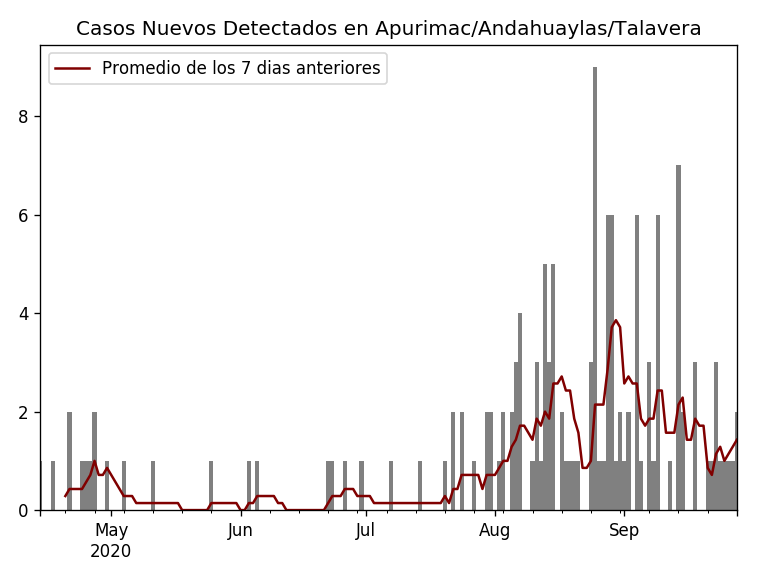 Casos Nuevos Detectados en Apurimac/Andahuaylas/Talavera
Promedio de los 7 dias anteriores
8
6
4
2
0
May Jun Jul Aug Sep
2020